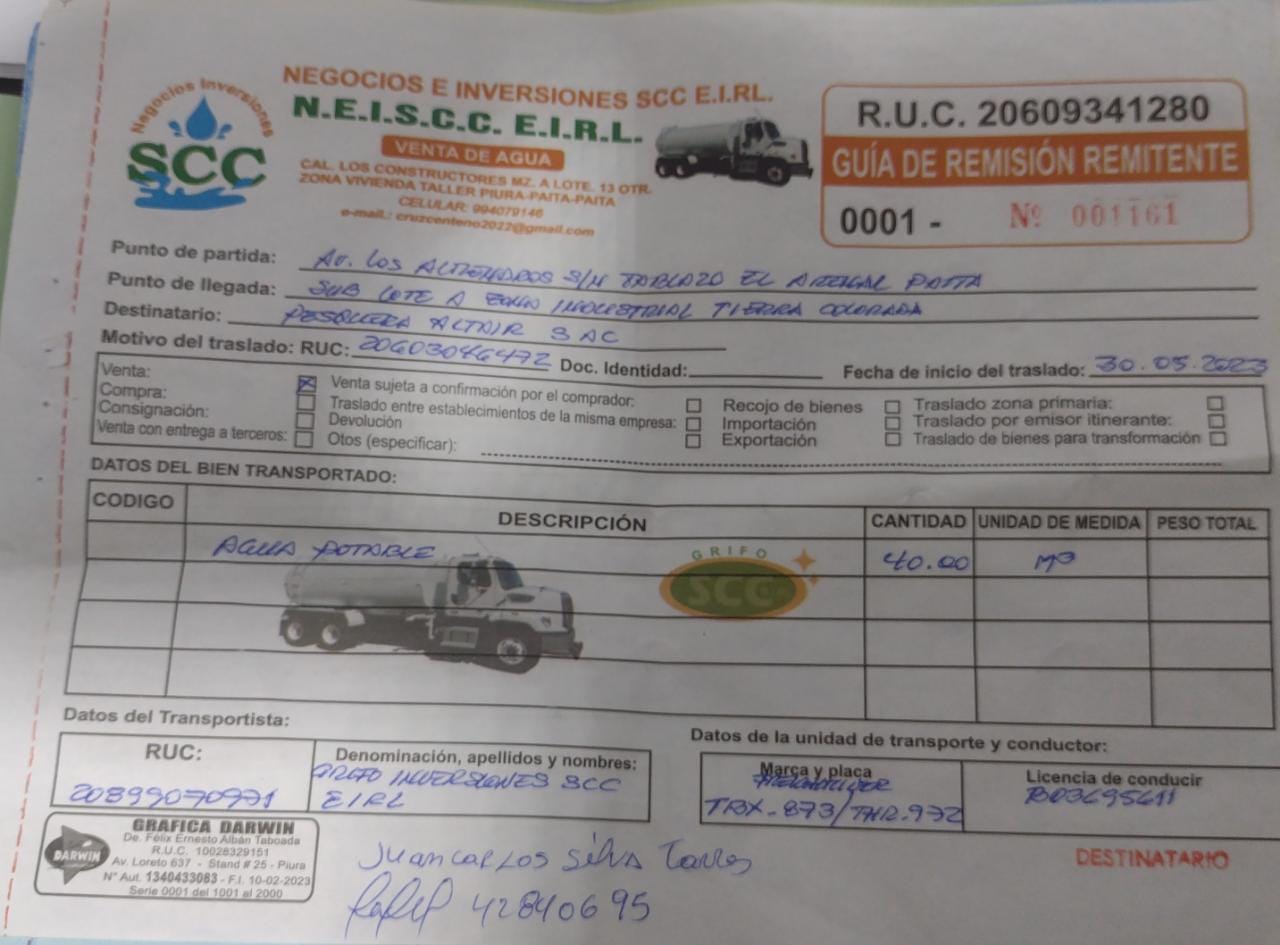 Negocios Inversiones
SCC
NEGOCIOS E INVERSIONES SCC E.I.RL.
N.E.I.S.C.C. E.I.R.L.
VENTA DE AGUA
CAL. LOS CONSTRUCTORES MZ. A LOTE. 13 OTR.
ZONA VIVIENDA TALLER PIURA-PAITA-PAITA
CELULAR: 994079146
e-mail.: cruzcenteno2022@gmail.com
R.U.C. 20609341280
GUÍA DE REMISIÓN REMITENTE
0001 - Nº 001161
Punto de partida: AV. LOS S/N TABLAZO EL ARENAL PAITA
Punto de llegada: SUB LOTE A ZONA INDUSTRIAL TIERRA COLORADA
Destinatario: PESQUERA ALTAIR SAC
Motivo del traslado: RUC: 20603046472 Doc. Identidad: Fecha de inicio del traslado: 30.05.2023
Venta: Venta sujeta a confirmación por el comprador: Recojo de bienes Traslado zona primaria:
Compra: Traslado entre establecimientos de la misma empresa: Importación Traslado por emisor itinerante:
Consignación: Devolución Exportación Traslado de bienes para transformación
Venta con entrega a terceros: Otos (especificar):
DATOS DEL BIEN TRANSPORTADO:
CODIGO DESCRIPCIÓN CANTIDAD UNIDAD DE MEDIDA PESO TOTAL
AGUA POTABLE 40.00 M3
GRIFO
SCC
Datos del Transportista:
Datos de la unidad de transporte y conductor:
RUC: Denominación, apellidos y nombres:
20899070971 GRIFO INVERSIONES SCC
EIRL
Marca y placa Licencia de conducir
TBX-873/THR-972 B03695611
GRAFICA DARWIN
De. Félix Ernesto Albán Taboada
R.U.C. 10028329151
DARWIN
Av. Loreto 637 - Stand # 25 - Piura
N° Aut. 1340433083 - F.I. 10-02-2023
Serie 0001 del 1001 al 2000
Juan Carlos Silva Torres
42840695
DESTINATARIO